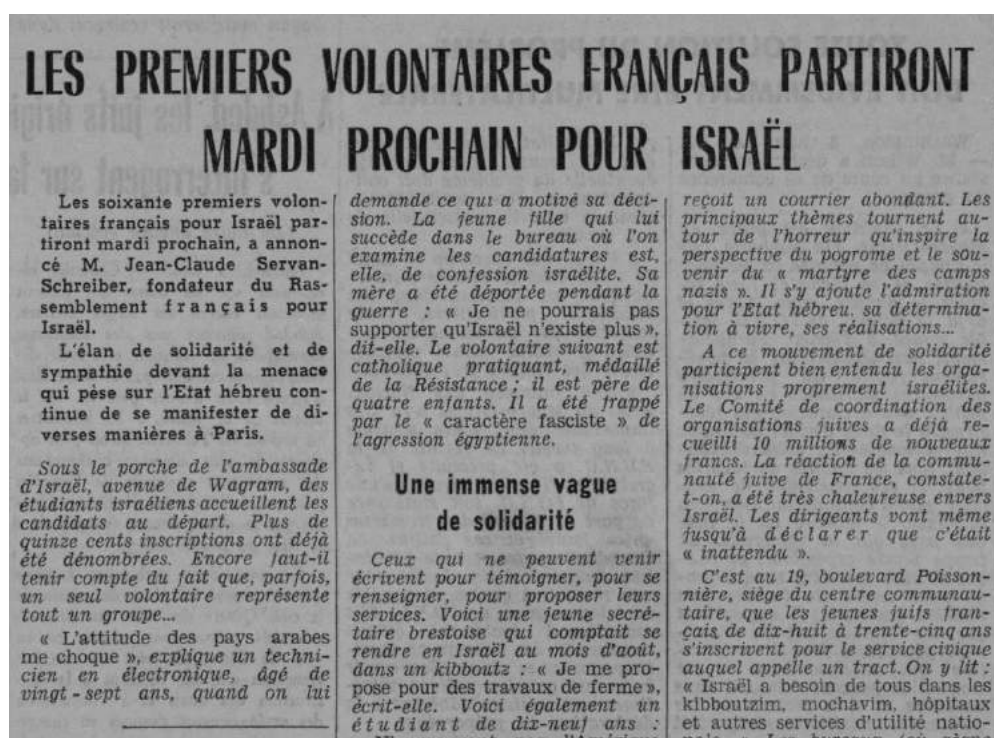 LES PREMIERS VOLONTAIRES FRANÇAIS PARTIRONT
MARDI PROCHAIN POUR ISRAËL
Les soixante premiers volon-
taires français pour Israël par-
tiront mardi prochain, a annon-
cé M. Jean-Claude Servan-
Schreiber, fondateur du Ras-
semblement français pour
Israël.
L'élan de solidarité et de
sympathie devant la menace
qui pèse sur l'Etat hébreu con-
tinue de se manifester de di-
verses manières à Paris.
Sous le porche de l'ambassade
d'Israël, avenue de Wagram, des
étudiants israéliens accueillent les
candidats au départ. Plus de
quinze cents inscriptions ont déjà
été dénombrées. Encore faut-il
tenir compte du fait que, parfois,
un seul volontaire représente
tout un groupe...
« L'attitude des pays arabes
me choque », explique un techni-
cien en électronique, âgé de
vingt-sept ans, quand on lui
demande ce qui a motivé sa déci-
sion. La jeune fille qui lui
succède dans le bureau où l'on
examine les candidatures est,
elle, de confession israélite. Sa
mère a été déportée pendant la
guerre : « Je ne pourrais pas
supporter qu'Israël n'existe plus »,
dit-elle. Le volontaire suivant est
catholique pratiquant, médaillé
de la Résistance ; il est père de
quatre enfants. Il a été frappé
par le « caractère fasciste » de
l'agression égyptienne.
Une immense vague
de solidarité
Ceux qui ne peuvent venir
écrivent pour témoigner, pour se
renseigner, pour proposer leurs
services. Voici une jeune secré-
taire brestoise qui comptait se
rendre en Israël au mois d'août,
dans un kibboutz : « Je me pro-
pose pour des travaux de ferme »,
écrit-elle. Voici également un
étudiant de dix-neuf ans :
reçoit un courrier abondant. Les
principaux thèmes tournent au-
tour de l'horreur qu'inspire la
perspective du pogrome et le sou-
venir du « martyre des camps
nazis ». Il s'y ajoute l'admiration
pour l'Etat hébreu, sa détermina-
tion à vivre, ses réalisations...
A ce mouvement de solidarité
participent bien entendu les orga-
nisations proprement israélites.
Le Comité de coordination des
organisations juives a déjà re-
cueilli 10 millions de nouveaux
francs. La réaction de la commu-
nauté juive de France, constate-
t-on, a été très chaleureuse envers
Israël. Les dirigeants vont même
jusqu'à déclarer que c'était
« inattendu ».
C'est au 19, boulevard Poisson-
nière, siège du centre communau-
taire, que les jeunes juifs fran-
çais de dix-huit à trente-cinq ans
s'inscrivent pour le service civique
auquel appelle un tract. On y lit :
« Israël a besoin de tous dans les
kibboutzim, mochavim, hôpitaux
et autres services d'utilité natio-